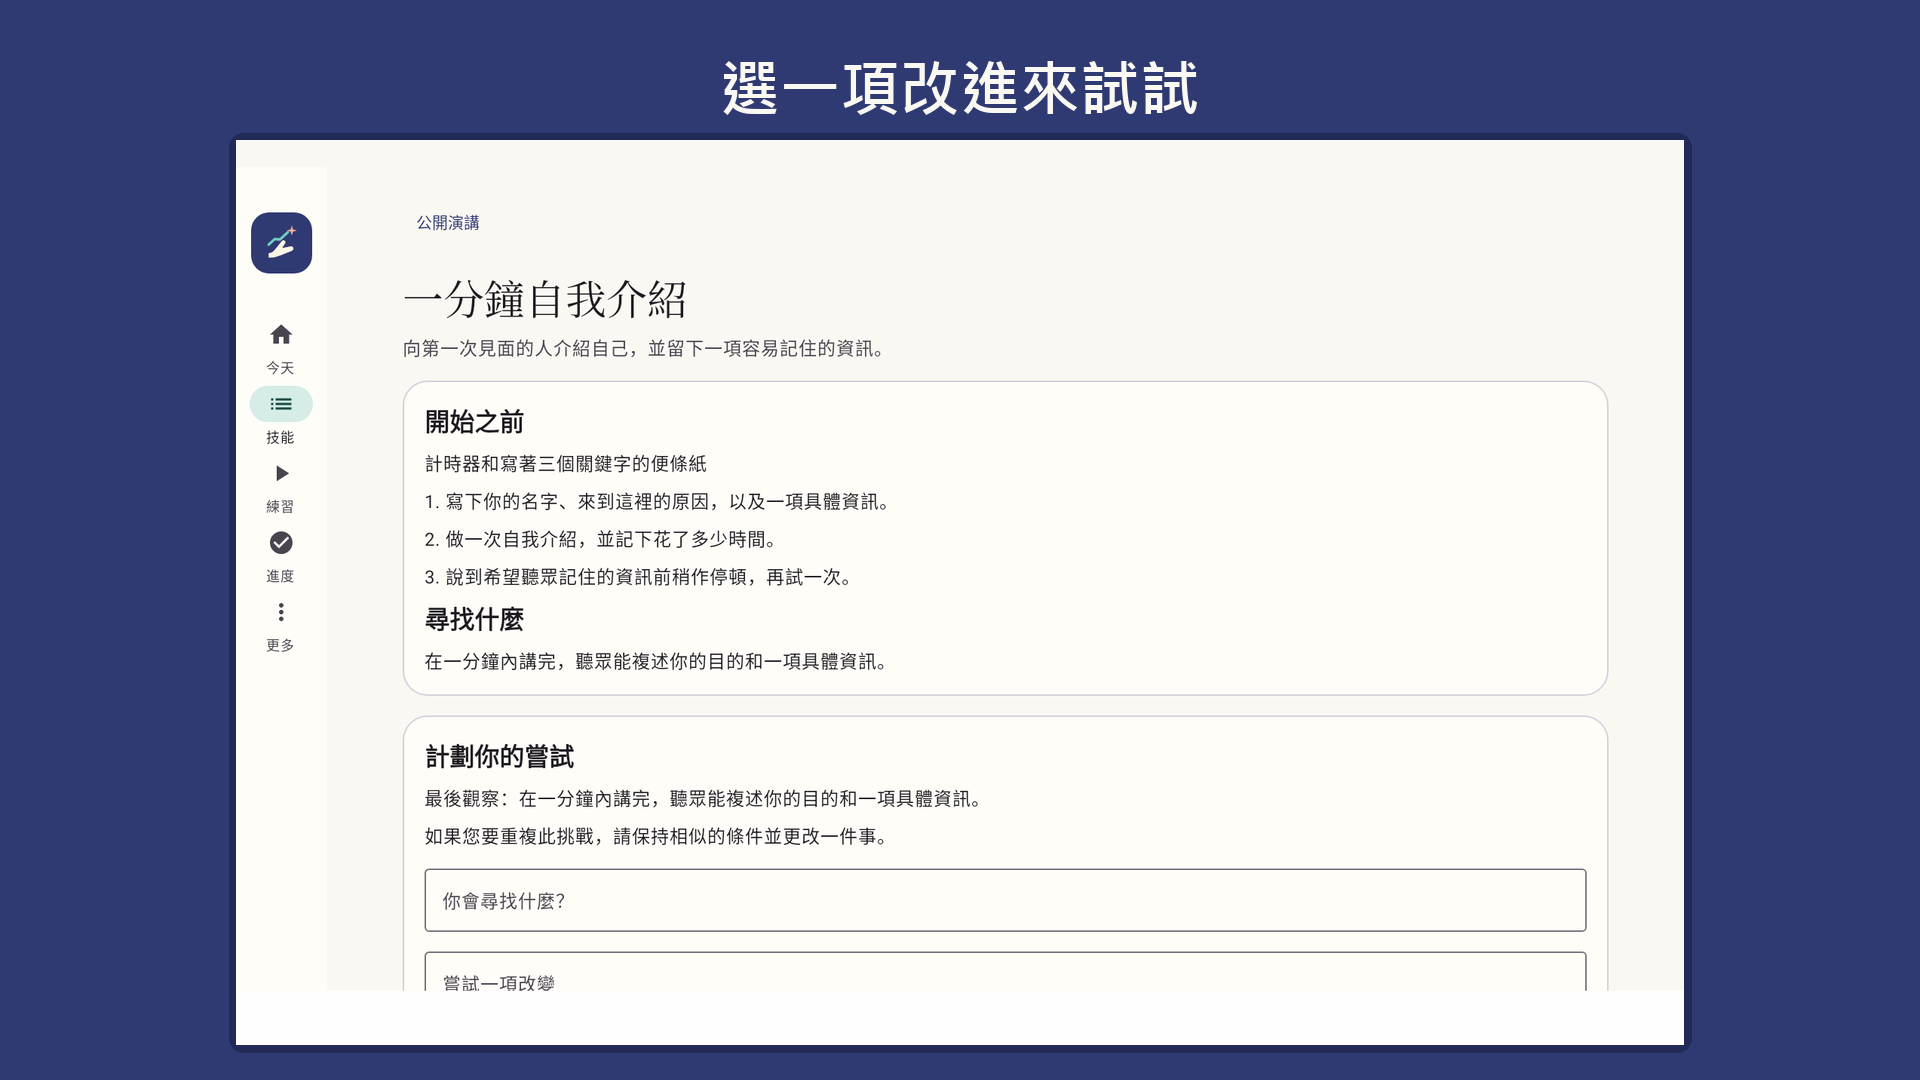 選一項改進來試試
公開演講
一分鐘自我介紹
向第一次見面的人介紹自己，並留下一項容易記住的資訊。
今天
技能
練習
進度
更多
開始之前
計時器和寫著三個關鍵字的便條紙
1. 寫下你的名字、來到這裡的原因，以及一項具體資訊。
2. 做一次自我介紹，並記下花了多少時間。
3. 說到希望聽眾記住的資訊前稍作停頓，再試一次。
尋找什麼
在一分鐘內講完，聽眾能複述你的目的和一項具體資訊。
計劃你的嘗試
最後觀察：在一分鐘內講完，聽眾能複述你的目的和一項具體資訊。
如果您要重複此挑戰，請保持相似的條件並更改一件事。
你會尋找什麼？
嘗試一項改變